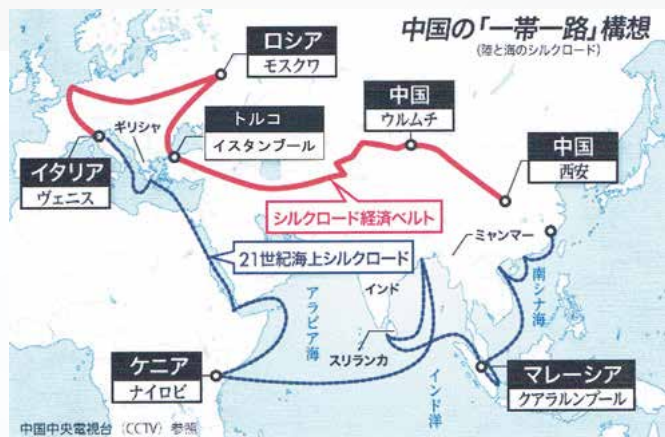 中国の「一帯一路」構想
(陸と海のシルクロード)
ロシア
モスクワ
中国
ウルムチ
トルコ
イスタンブール
ギリシャ
イタリア
ヴェニス
中国
西安
シルクロード経済ベルト
21世紀海上シルクロード
ミャンマー
インド
アラビア海
南シナ海
スリランカ
ケニア
ナイロビ
インド洋
マレーシア
クアラルンプール
中国中央電視台（CCTV）参照